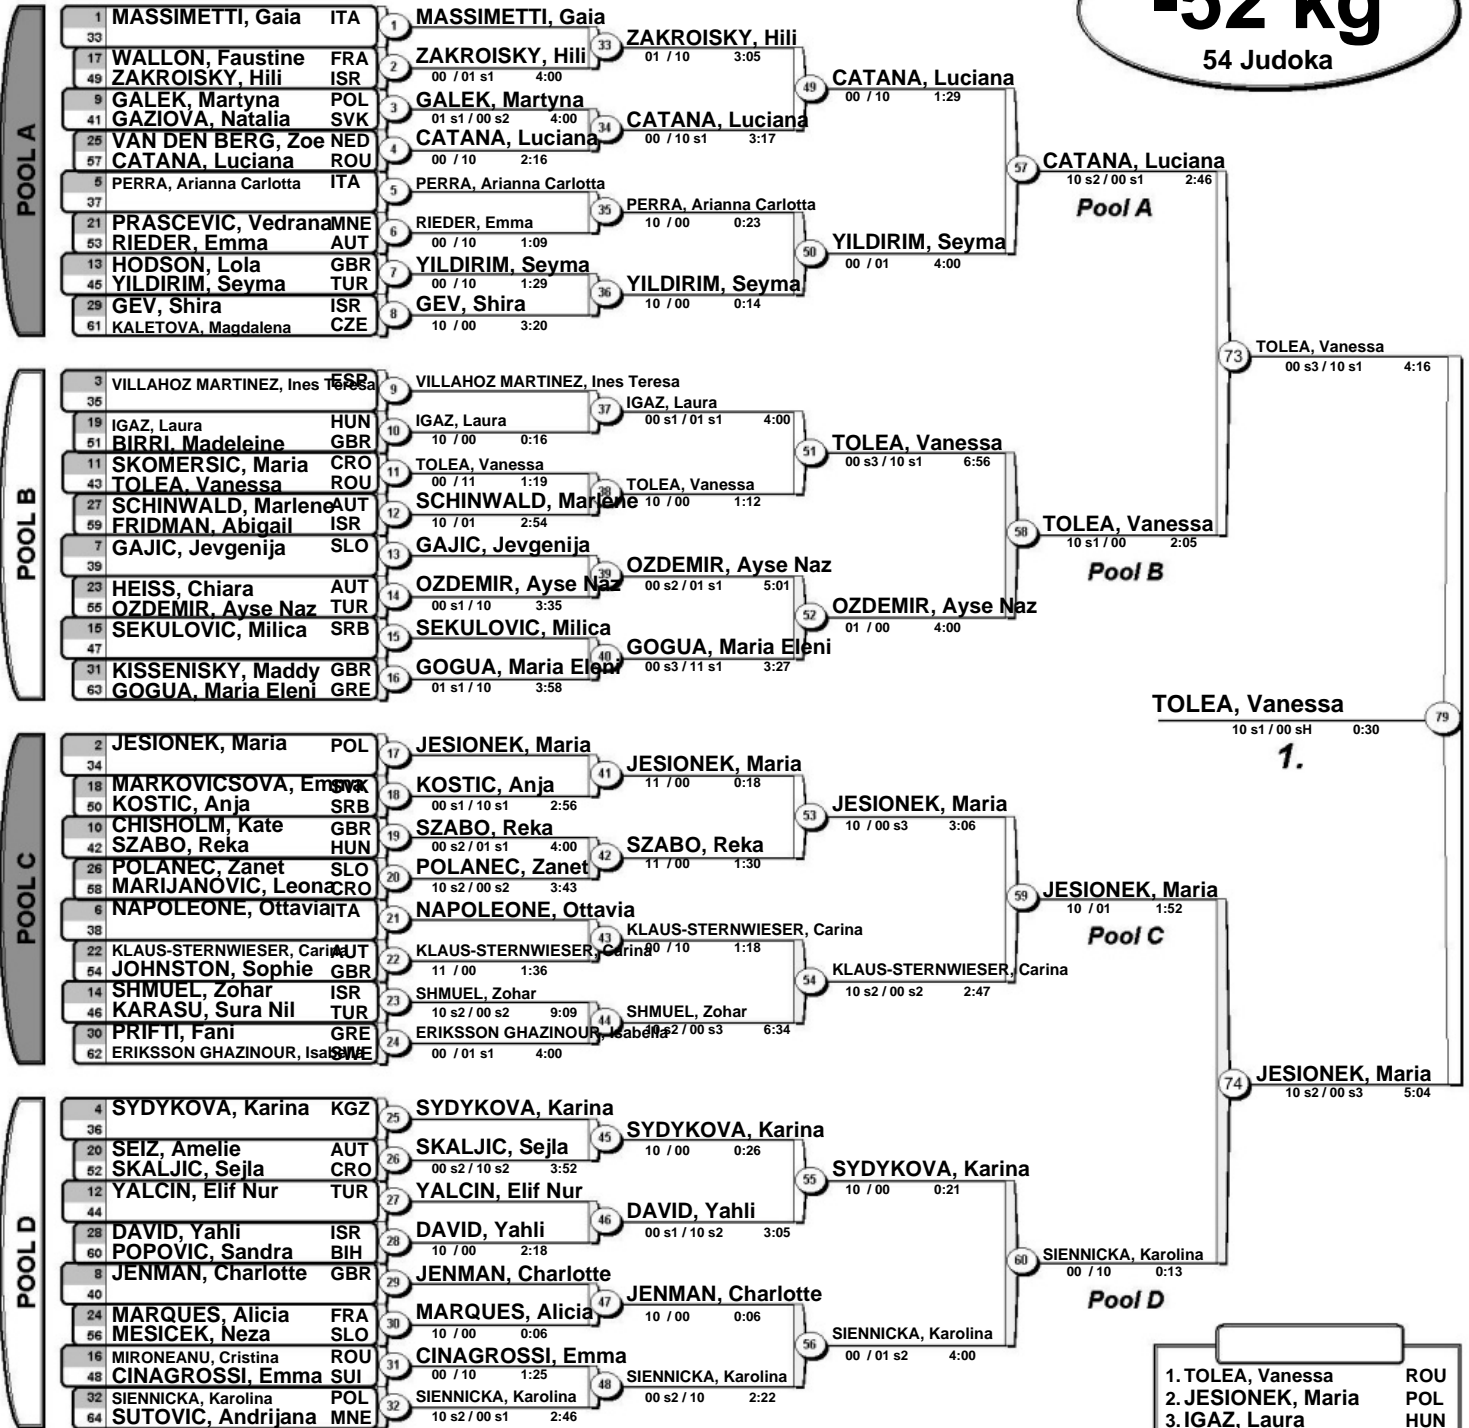 -52 kg
54 Judoka
POOL A
1 MASSIMETTI, Gaia ITA
33
17 WALLON, Faustine FRA
49 ZAKROISKY, Hili ISR
9 GALEK, Martyna POL
41 GAZIOVA, Natalia SVK
25 VAN DEN BERG, Zoe NED
57 CATANA, Luciana ROU
5 PERRA, Arianna Carlotta ITA
37
21 PRASCEVIC, Vedrana MNE
53 RIEDER, Emma AUT
13 HODSON, Lola GBR
45 YILDIRIM, Seyma TUR
29 GEV, Shira ISR
61 KALETOVA, Magdalena CZE
1 MASSIMETTI, Gaia
2 ZAKROISKY, Hili
00 / 01 s1 4:00
3 GALEK, Martyna
01 s1 / 00 s2 4:00
4 CATANA, Luciana
00 / 10 2:16
5 PERRA, Arianna Carlotta
6 RIEDER, Emma
00 / 10 1:09
7 YILDIRIM, Seyma
00 / 10 1:29
8 GEV, Shira
10 / 00 3:20
33 ZAKROISKY, Hili
01 / 10 3:05
34 CATANA, Luciana
00 / 10 s1 3:17
35 PERRA, Arianna Carlotta
10 / 00 0:23
36 YILDIRIM, Seyma
10 / 00 0:14
49 CATANA, Luciana
00 / 10 1:29
50 YILDIRIM, Seyma
00 / 01 4:00
57 CATANA, Luciana
10 s2 / 00 s1 2:46
Pool A
POOL B
3 VILLAHOZ MARTINEZ, Ines Teresa ESP
35
19 IGAZ, Laura HUN
51 BIRRI, Madeleine GBR
11 SKOMERSIC, Maria CRO
43 TOLEA, Vanessa ROU
27 SCHINWALD, Marlene AUT
59 FRIDMAN, Abigail ISR
7 GAJIC, Jevgenija SLO
39
23 HEISS, Chiara AUT
55 OZDEMIR, Ayse Naz TUR
15 SEKULOVIC, Milica SRB
47
31 KISSENISKY, Maddy GBR
63 GOGUA, Maria Eleni GRE
9 VILLAHOZ MARTINEZ, Ines Teresa
10 IGAZ, Laura
10 / 00 0:16
11 TOLEA, Vanessa
00 / 11 1:19
12 SCHINWALD, Marlene
10 / 01 2:54
13 GAJIC, Jevgenija
14 OZDEMIR, Ayse Naz
00 s1 / 10 3:35
15 SEKULOVIC, Milica
16 GOGUA, Maria Eleni
01 s1 / 10 3:58
37 IGAZ, Laura
00 s1 / 01 s1 4:00
38 TOLEA, Vanessa
10 / 00 1:12
39 OZDEMIR, Ayse Naz
00 s2 / 01 s1 5:01
40 GOGUA, Maria Eleni
00 s3 / 11 s1 3:27
51 TOLEA, Vanessa
00 s3 / 10 s1 6:56
52 OZDEMIR, Ayse Naz
01 / 00 4:00
58 TOLEA, Vanessa
10 s1 / 00 2:05
Pool B
73 TOLEA, Vanessa
00 s3 / 10 s1 4:16
TOLEA, Vanessa 79
10 s1 / 00 sH 0:30
1.
POOL C
2 JESIONEK, Maria POL
34
18 MARKOVICSOVA, Emma SVK
50 KOSTIC, Anja SRB
10 CHISHOLM, Kate GBR
42 SZABO, Reka HUN
26 POLANEC, Zanet SLO
58 MARIJANOVIC, Leona CRO
6 NAPOLEONE, Ottavia ITA
38
22 KLAUS-STERNWIESER, Carina AUT
54 JOHNSTON, Sophie GBR
14 SHMUEL, Zohar ISR
46 KARASU, Sura Nil TUR
30 PRIFTI, Fani GRE
62 ERIKSSON GHAZINOUR, Isabella SWE
17 JESIONEK, Maria
18 KOSTIC, Anja
00 s1 / 10 s1 2:56
19 SZABO, Reka
00 s2 / 01 s1 4:00
20 POLANEC, Zanet
10 s2 / 00 s2 3:43
21 NAPOLEONE, Ottavia
22 KLAUS-STERNWIESER, Carina
11 / 00 1:36
23 SHMUEL, Zohar
10 s2 / 00 s2 9:09
24 ERIKSSON GHAZINOUR, Isabella
00 / 01 s1 4:00
41 JESIONEK, Maria
11 / 00 0:18
42 SZABO, Reka
11 / 00 1:30
43 KLAUS-STERNWIESER, Carina
00 / 10 1:18
44 SHMUEL, Zohar
10 s2 / 00 s3 6:34
53 JESIONEK, Maria
10 / 00 s3 3:06
54 KLAUS-STERNWIESER, Carina
10 s2 / 00 s2 2:47
59 JESIONEK, Maria
10 / 01 1:52
Pool C
74 JESIONEK, Maria
10 s2 / 00 s3 5:04
POOL D
4 SYDYKOVA, Karina KGZ
36
20 SEIZ, Amelie AUT
52 SKALJIC, Sejla CRO
12 YALCIN, Elif Nur TUR
44
28 DAVID, Yahli ISR
60 POPOVIC, Sandra BIH
8 JENMAN, Charlotte GBR
40
24 MARQUES, Alicia FRA
56 MESICEK, Neza SLO
16 MIRONEANU, Cristina ROU
48 CINAGROSSI, Emma SUI
32 SIENNICKA, Karolina POL
64 SUTOVIC, Andrijana MNE
25 SYDYKOVA, Karina
26 SKALJIC, Sejla
00 s2 / 10 s2 3:52
27 YALCIN, Elif Nur
28 DAVID, Yahli
10 / 00 2:18
29 JENMAN, Charlotte
30 MARQUES, Alicia
10 / 00 0:06
31 CINAGROSSI, Emma
00 / 10 1:25
32 SIENNICKA, Karolina
10 s2 / 00 s1 2:46
45 SYDYKOVA, Karina
10 / 00 0:26
46 DAVID, Yahli
00 s1 / 10 s2 3:05
47 JENMAN, Charlotte
10 / 00 0:06
48 SIENNICKA, Karolina
00 s2 / 10 2:22
55 SYDYKOVA, Karina
10 / 00 0:21
56 SIENNICKA, Karolina
00 / 01 s2 4:00
60 SIENNICKA, Karolina
00 / 10 0:13
Pool D
1. TOLEA, Vanessa ROU
2. JESIONEK, Maria POL
3. IGAZ, Laura HUN